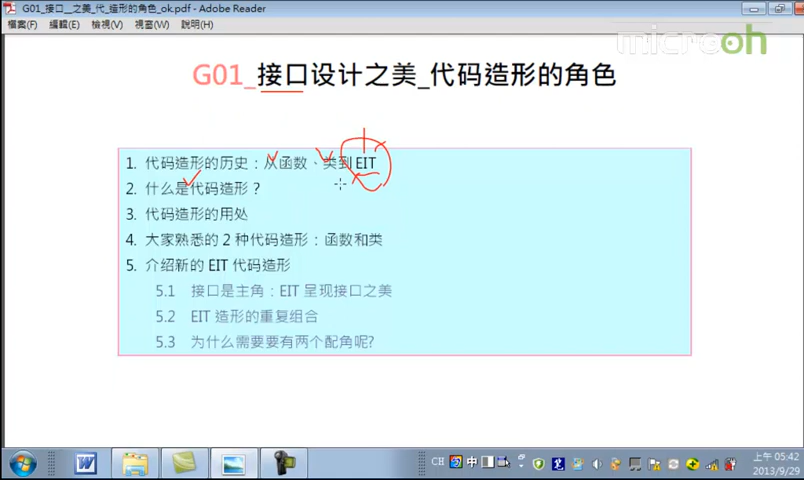 G01_接口__之美_代_造形的角色_ok.pdf - Adobe Reader
檔案(F) 編輯(E) 檢視(V) 視窗(W) 說明(H)
microoh
G01_接口设计之美_代码造形的角色
1. 代码造形的历史：从函数、类到 EIT
2. 什么是代码造形？
3. 代码造形的用处
4. 大家熟悉的 2 种代码造形：函数和类
5. 介绍新的 EIT 代码造形
5.1 接口是主角：EIT 呈现接口之美
5.2 EIT 造形的重复组合
5.3 为什么需要要有两个配角呢?
CH 中 上午 05:42
2013/9/29